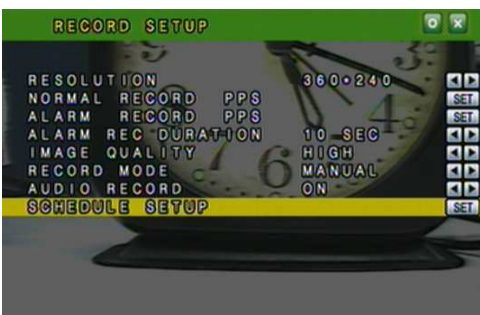 RECORD SETUP
RESOLUTION 360*240
NORMAL RECORD PPS SET
ALARM RECORD PPS SET
ALARM REC DURATION 10 SEC
IMAGE QUALITY HIGH
RECORD MODE MANUAL
AUDIO RECORD ON
SCHEDULE SETUP SET